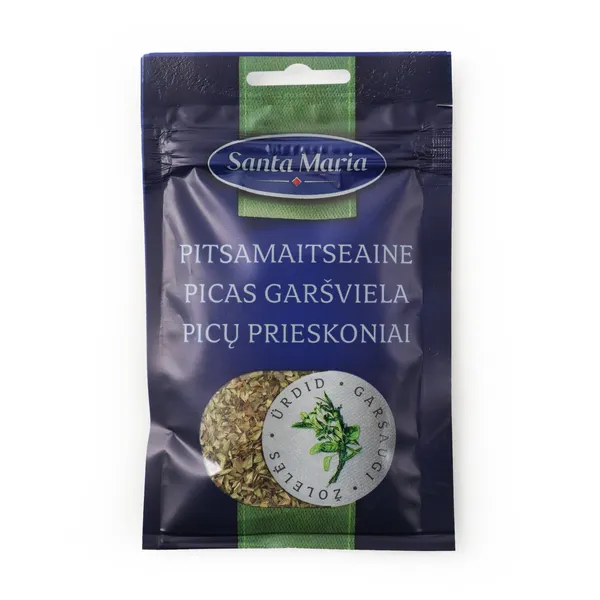 Santa Maria
PITSAMAITSEAINE
PICAS GARŠVIELA
PICŲ PRIESKONIAI
ÜRDID • GARŠAUGI • ŽOLELĖS •